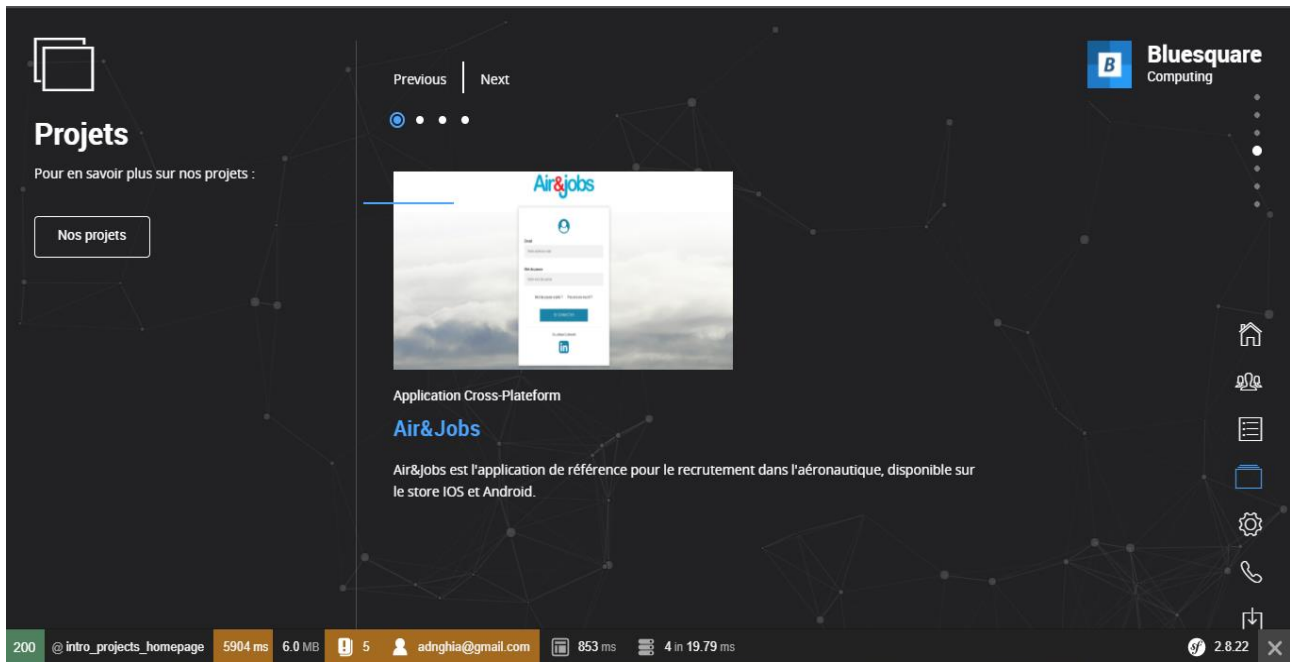 Projets
Pour en savoir plus sur nos projets :
Nos projets
Previous
Next
B
Bluesquare
Computing
Air&jobs
Email
Application Cross-Plateform
Air&Jobs
Air&Jobs est l'application de référence pour le recrutement dans l'aéronautique, disponible sur
le store IOS et Android.
200 @ intro_projects_homepage 5904 ms 6.0 MB 5 adnghia@gmail.com 853 ms 4 in 19.79 ms sf 2.8.22